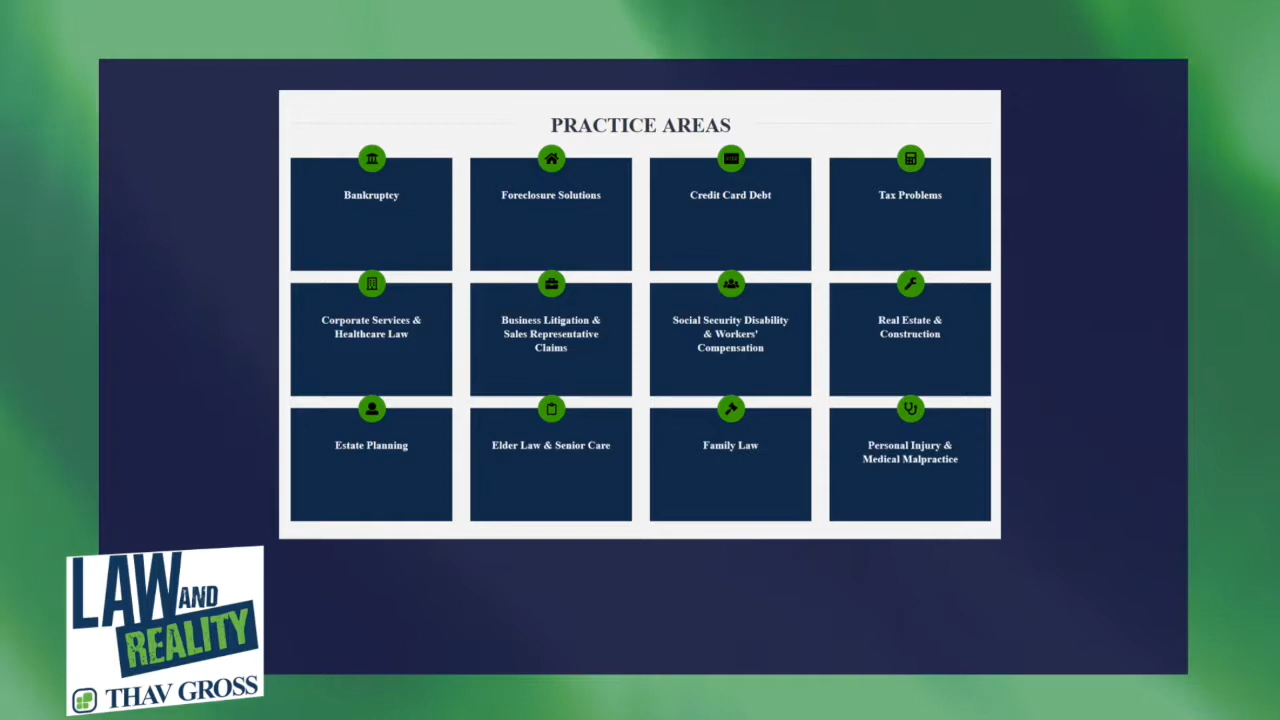 PRACTICE AREAS
Bankruptcy
Foreclosure Solutions
Credit Card Debt
Tax Problems
Corporate Services &
Healthcare Law
Business Litigation &
Sales Representative
Claims
Social Security Disability
& Workers'
Compensation
Real Estate &
Construction
Estate Planning
Elder Law & Senior Care
Family Law
Personal Injury &
Medical Malpractice
LAW AND
REALITY
THAV GROSS